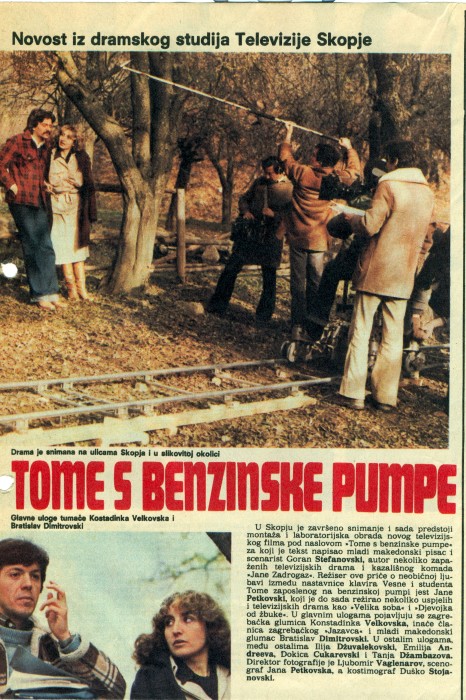 Novost iz dramskog studija Televizije Skopje
Drama je snimana na ulicama Skopja i u slikovitoj okolici
TOME S BENZINSKE PUMPE
Glavne uloge tumače Kostadinka Velkovska i
Bratislav Dimitrovski
U Skopju je završeno snimanje i sada predstoji
montaža i laboratorijska obrada novog televizijs-
kog filma pod naslovom »Tome s benzinske pumpe«
za koji je tekst napisao mladi makedonski pisac i
scenarist Goran Stefanovski, autor nekoliko zapa-
ženih televizijskih drama i kazališnog komada
»Jane Zadrogaz«. Režiser ove priče o neobičnoj lju-
bavi između nastavnice klavira Vesne i studenta
Tome zaposlenog na benzinskoj pumpi jest Jane
Petkovski, koji je do sada režirao nekoliko uspjelih
i televizijskih drama kao »Velika soba« i »Djevojka
od žbuke«. U glavnim ulogama pojavljuju se zagre-
bačka glumica Konstadinka Velkovska, inače čla-
nica zagrebačkog »Jazavca« i mladi makedonski
glumac Bratislav Dimitrovski. U ostalim ulogama,
među ostalima Ilija Džuvalekovski, Emilija An-
dreeva, Dokica Cukarevski i Tanja Džambazova.
Direktor fotografije je Ljubomir Vaglenarov, scenog-
raf Jana Petkovska, a kostimograf Duško Stoja-
novski.